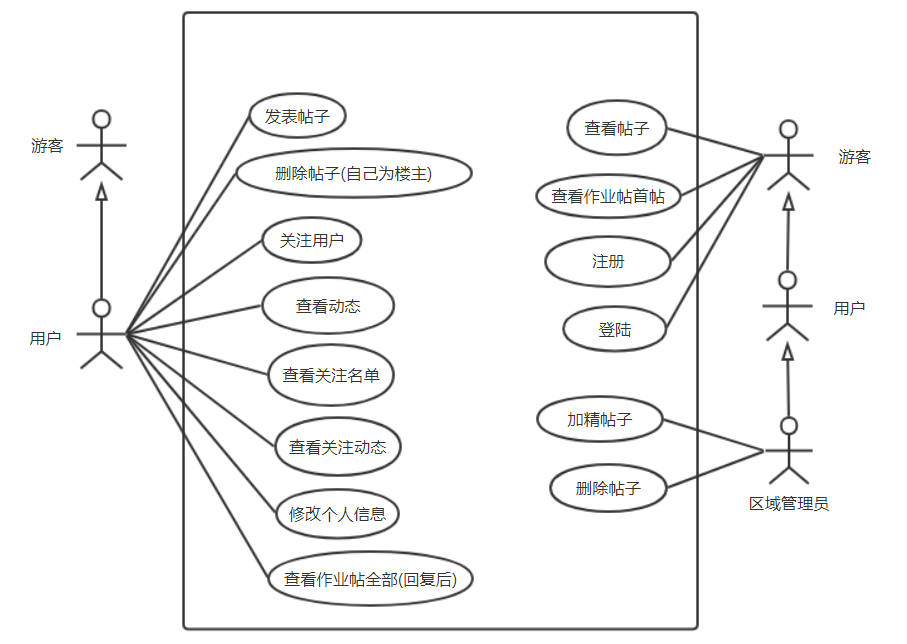 游客
用户
发表帖子
删除帖子(自己为楼主)
关注用户
查看动态
查看关注名单
查看关注动态
修改个人信息
查看作业帖全部(回复后)
查看帖子
查看作业帖首帖
注册
登陆
加精帖子
删除帖子
游客
用户
区域管理员